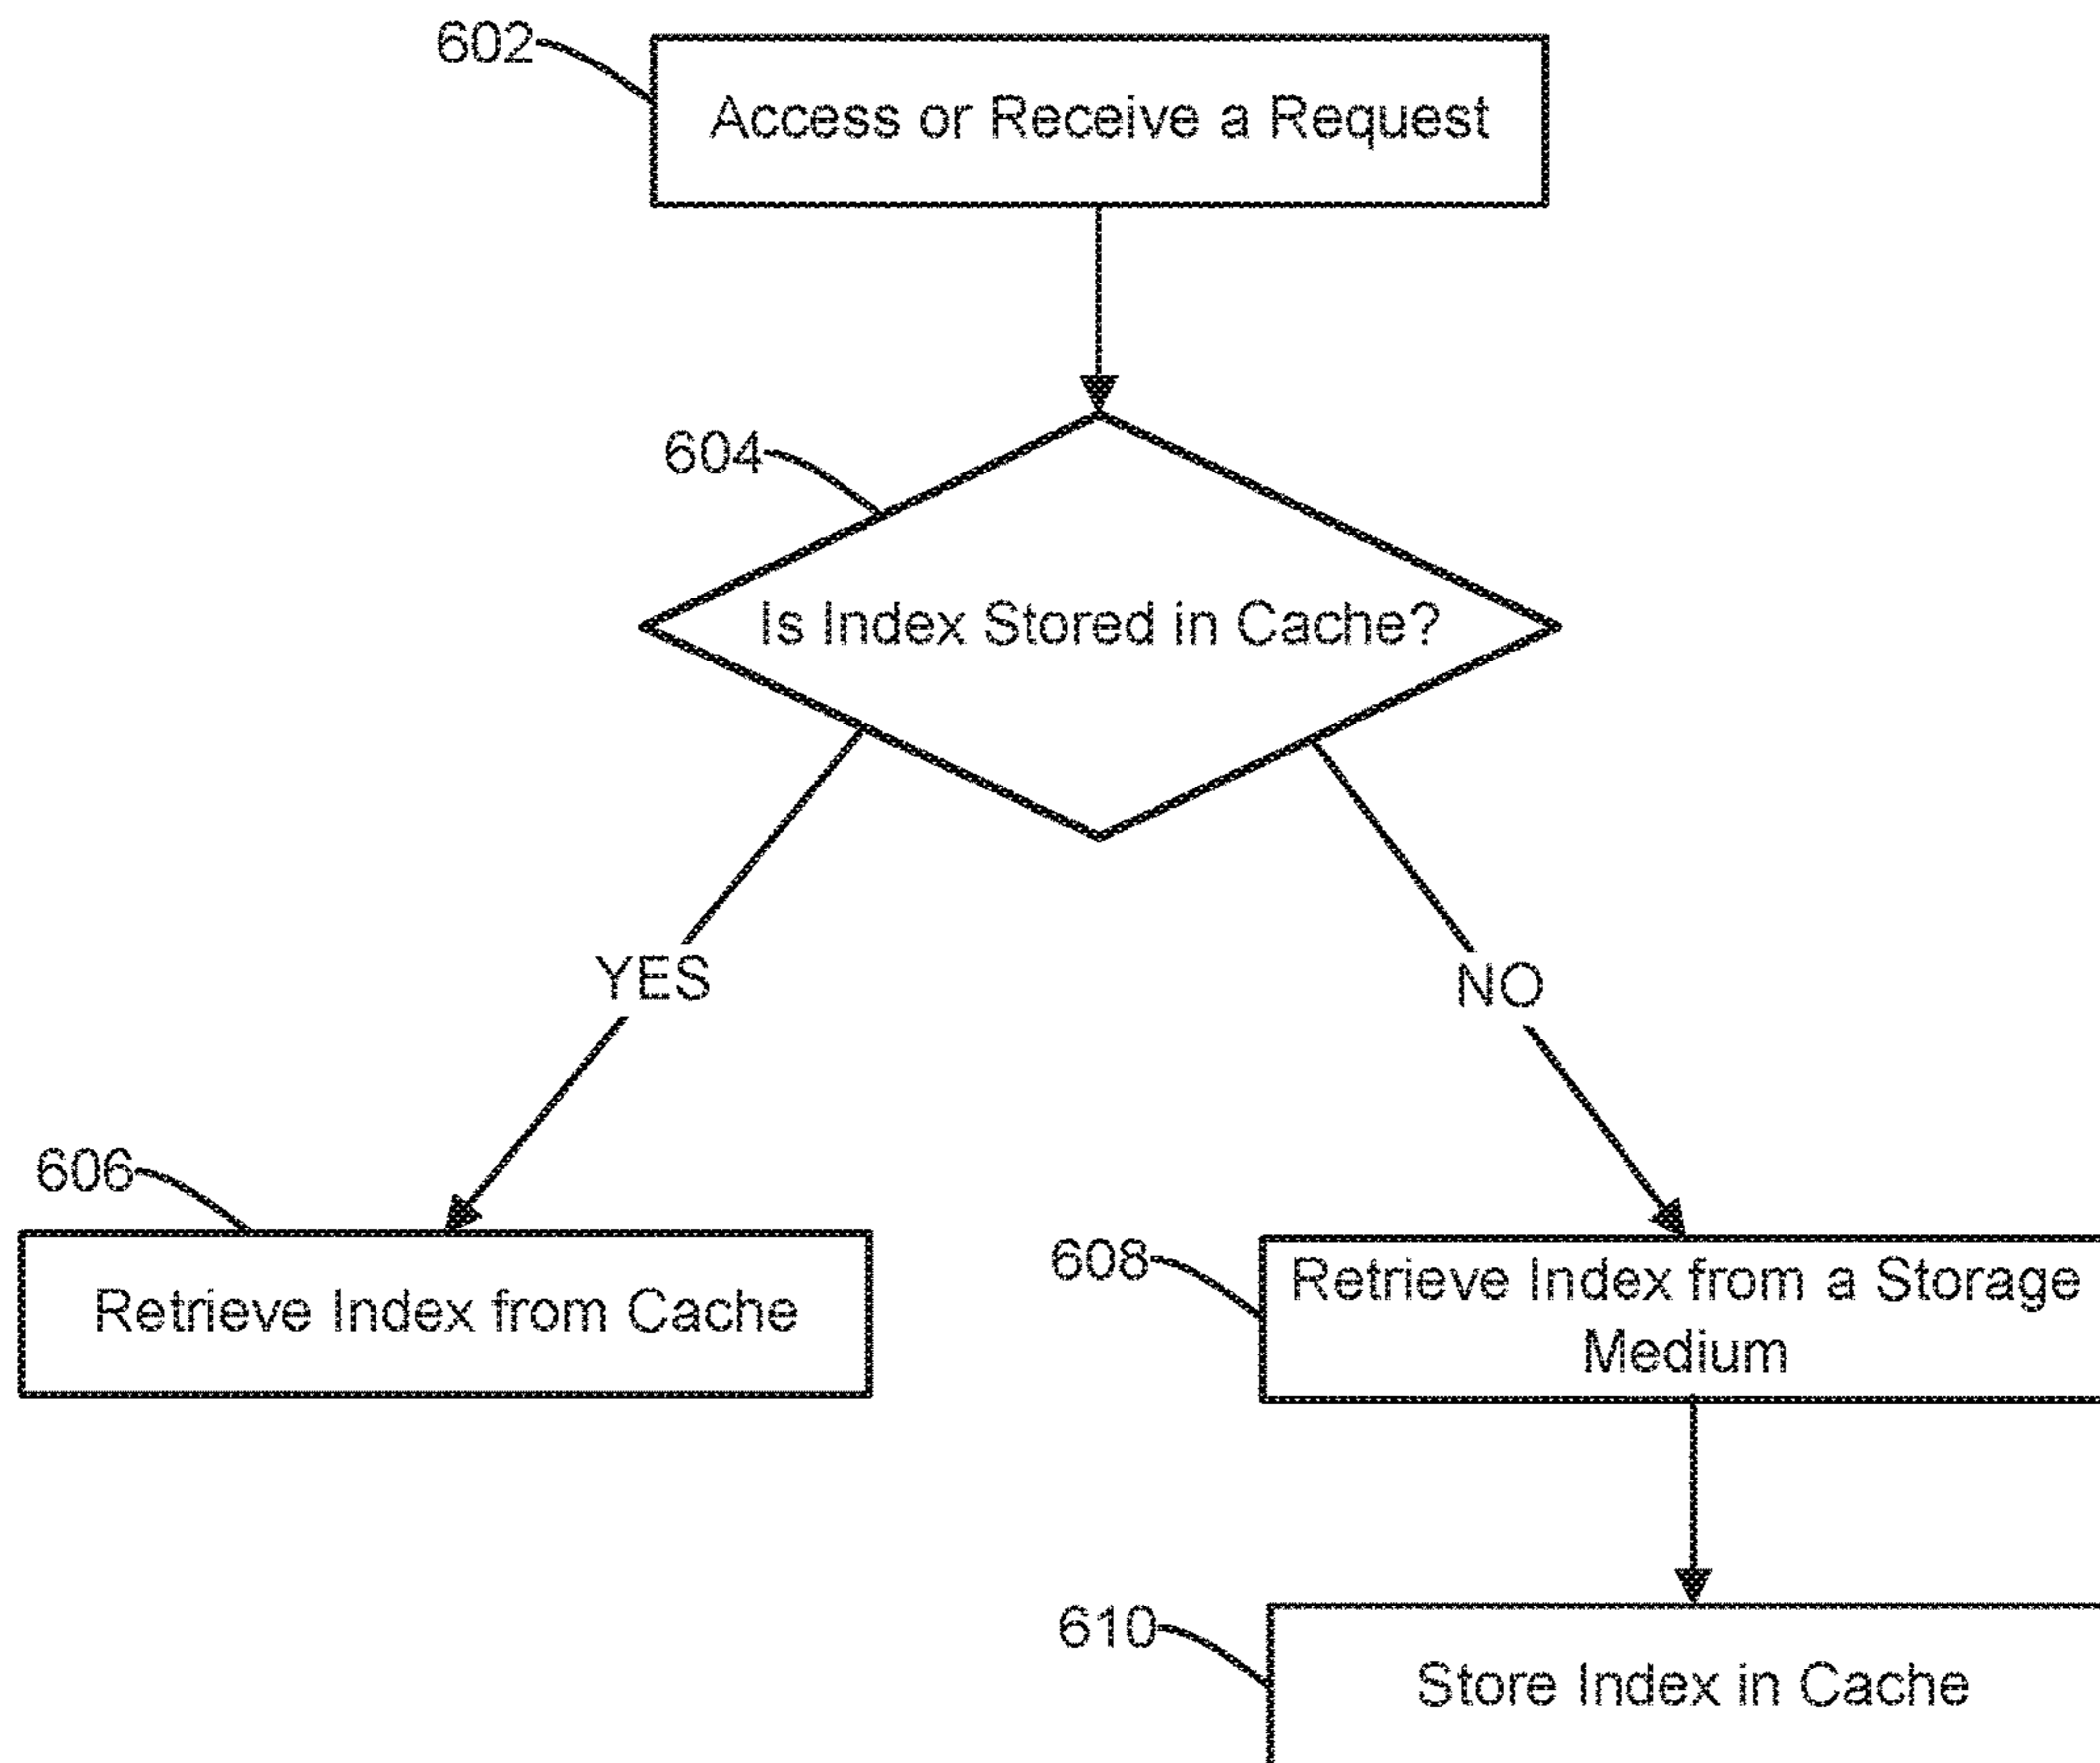 602
Access or Receive a Request
604
Is Index Stored in Cache?
YES
NO
606
Retrieve Index from Cache
608
Retrieve Index from a Storage
Medium
610
Store Index in Cache